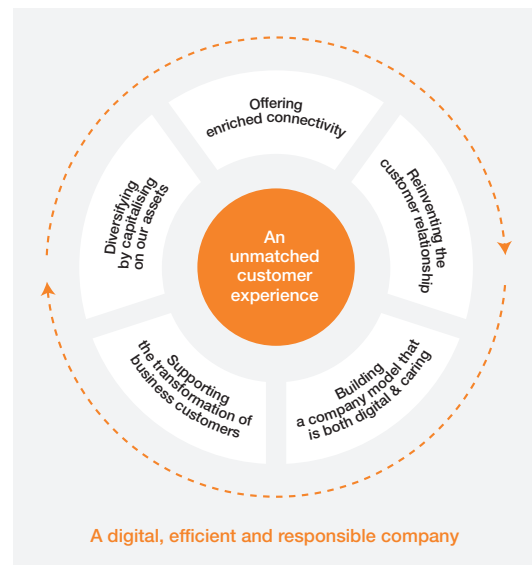 Offering
enriched connectivity
Reinventing the
customer relationship
Building
a company model that
is both digital & caring
Supporting
the transformation of
business customers
Diversifying
by capitalising
on our assets
An
unmatched
customer
experience
A digital, efficient and responsible company